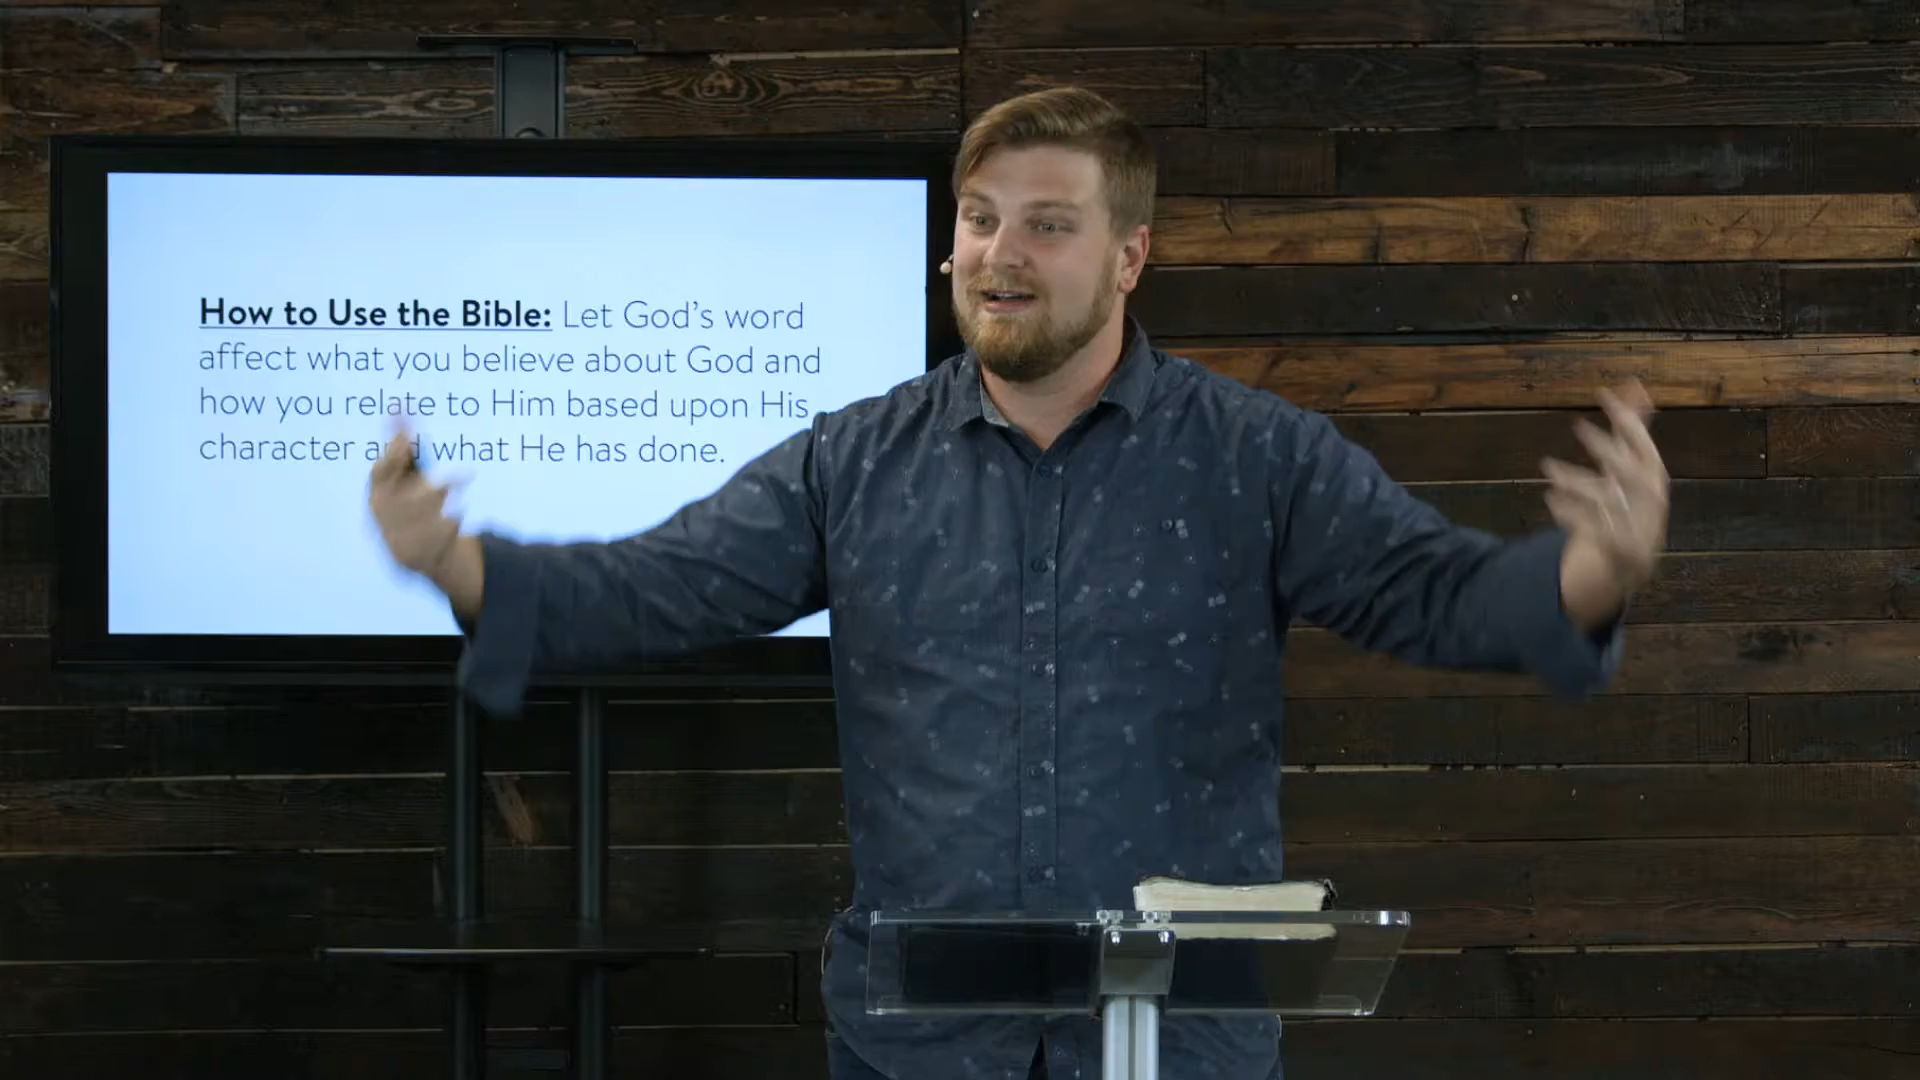 How to Use the Bible: Let God's word
affect what you believe about God and
how you relate to Him based upon His
character and what He has done.